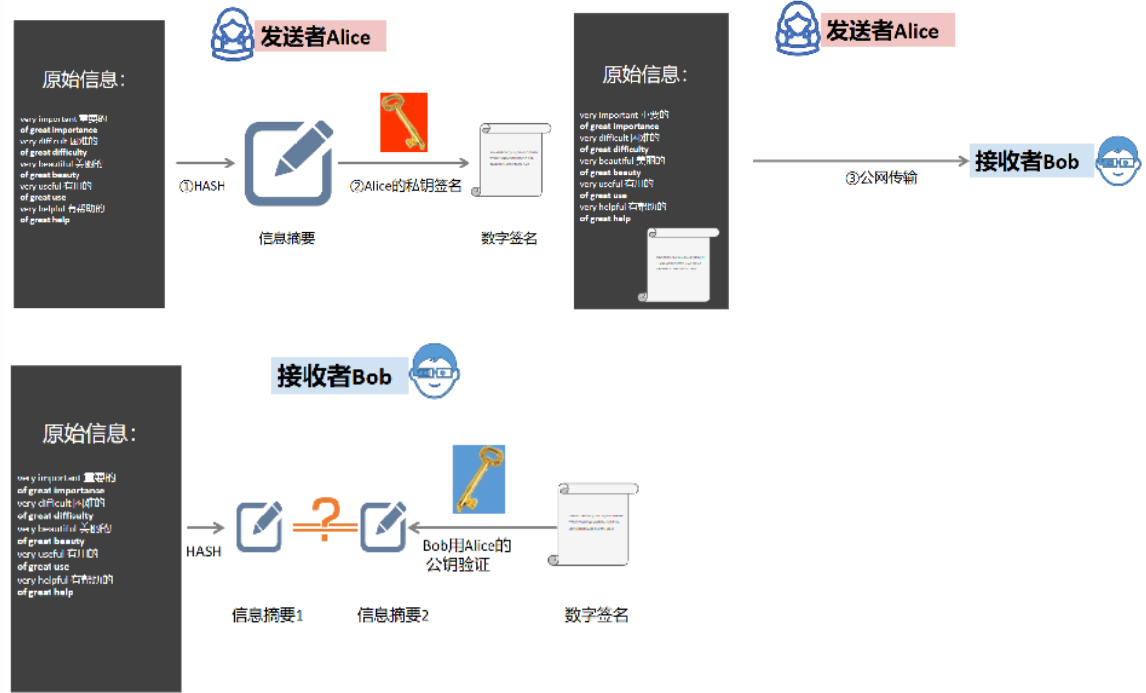 发送者Alice
原始信息：
very important 重要的
of great importance
very difficult 困难的
of great difficulty
very beautiful 美丽的
of great beauty
very useful 有用的
of great use
very helpful 有帮助的
of great help
①HASH
信息摘要
②Alice的私钥签名
数字签名
发送者Alice
原始信息：
very important 重要的
of great importance
very difficult 困难的
of great difficulty
very beautiful 美丽的
of great beauty
very useful 有用的
of great use
very helpful 有帮助的
of great help
③公网传输
接收者Bob
接收者Bob
原始信息：
very important 重要的
of great importanse
very difficult 困难的
of great difficulty
very beautiful 美丽的
of great beauty
very useful 有用的
of great use
very helpful 有帮助的
of great help
HASH
信息摘要1
?
信息摘要2
Bob用Alice的
公钥验证
数字签名